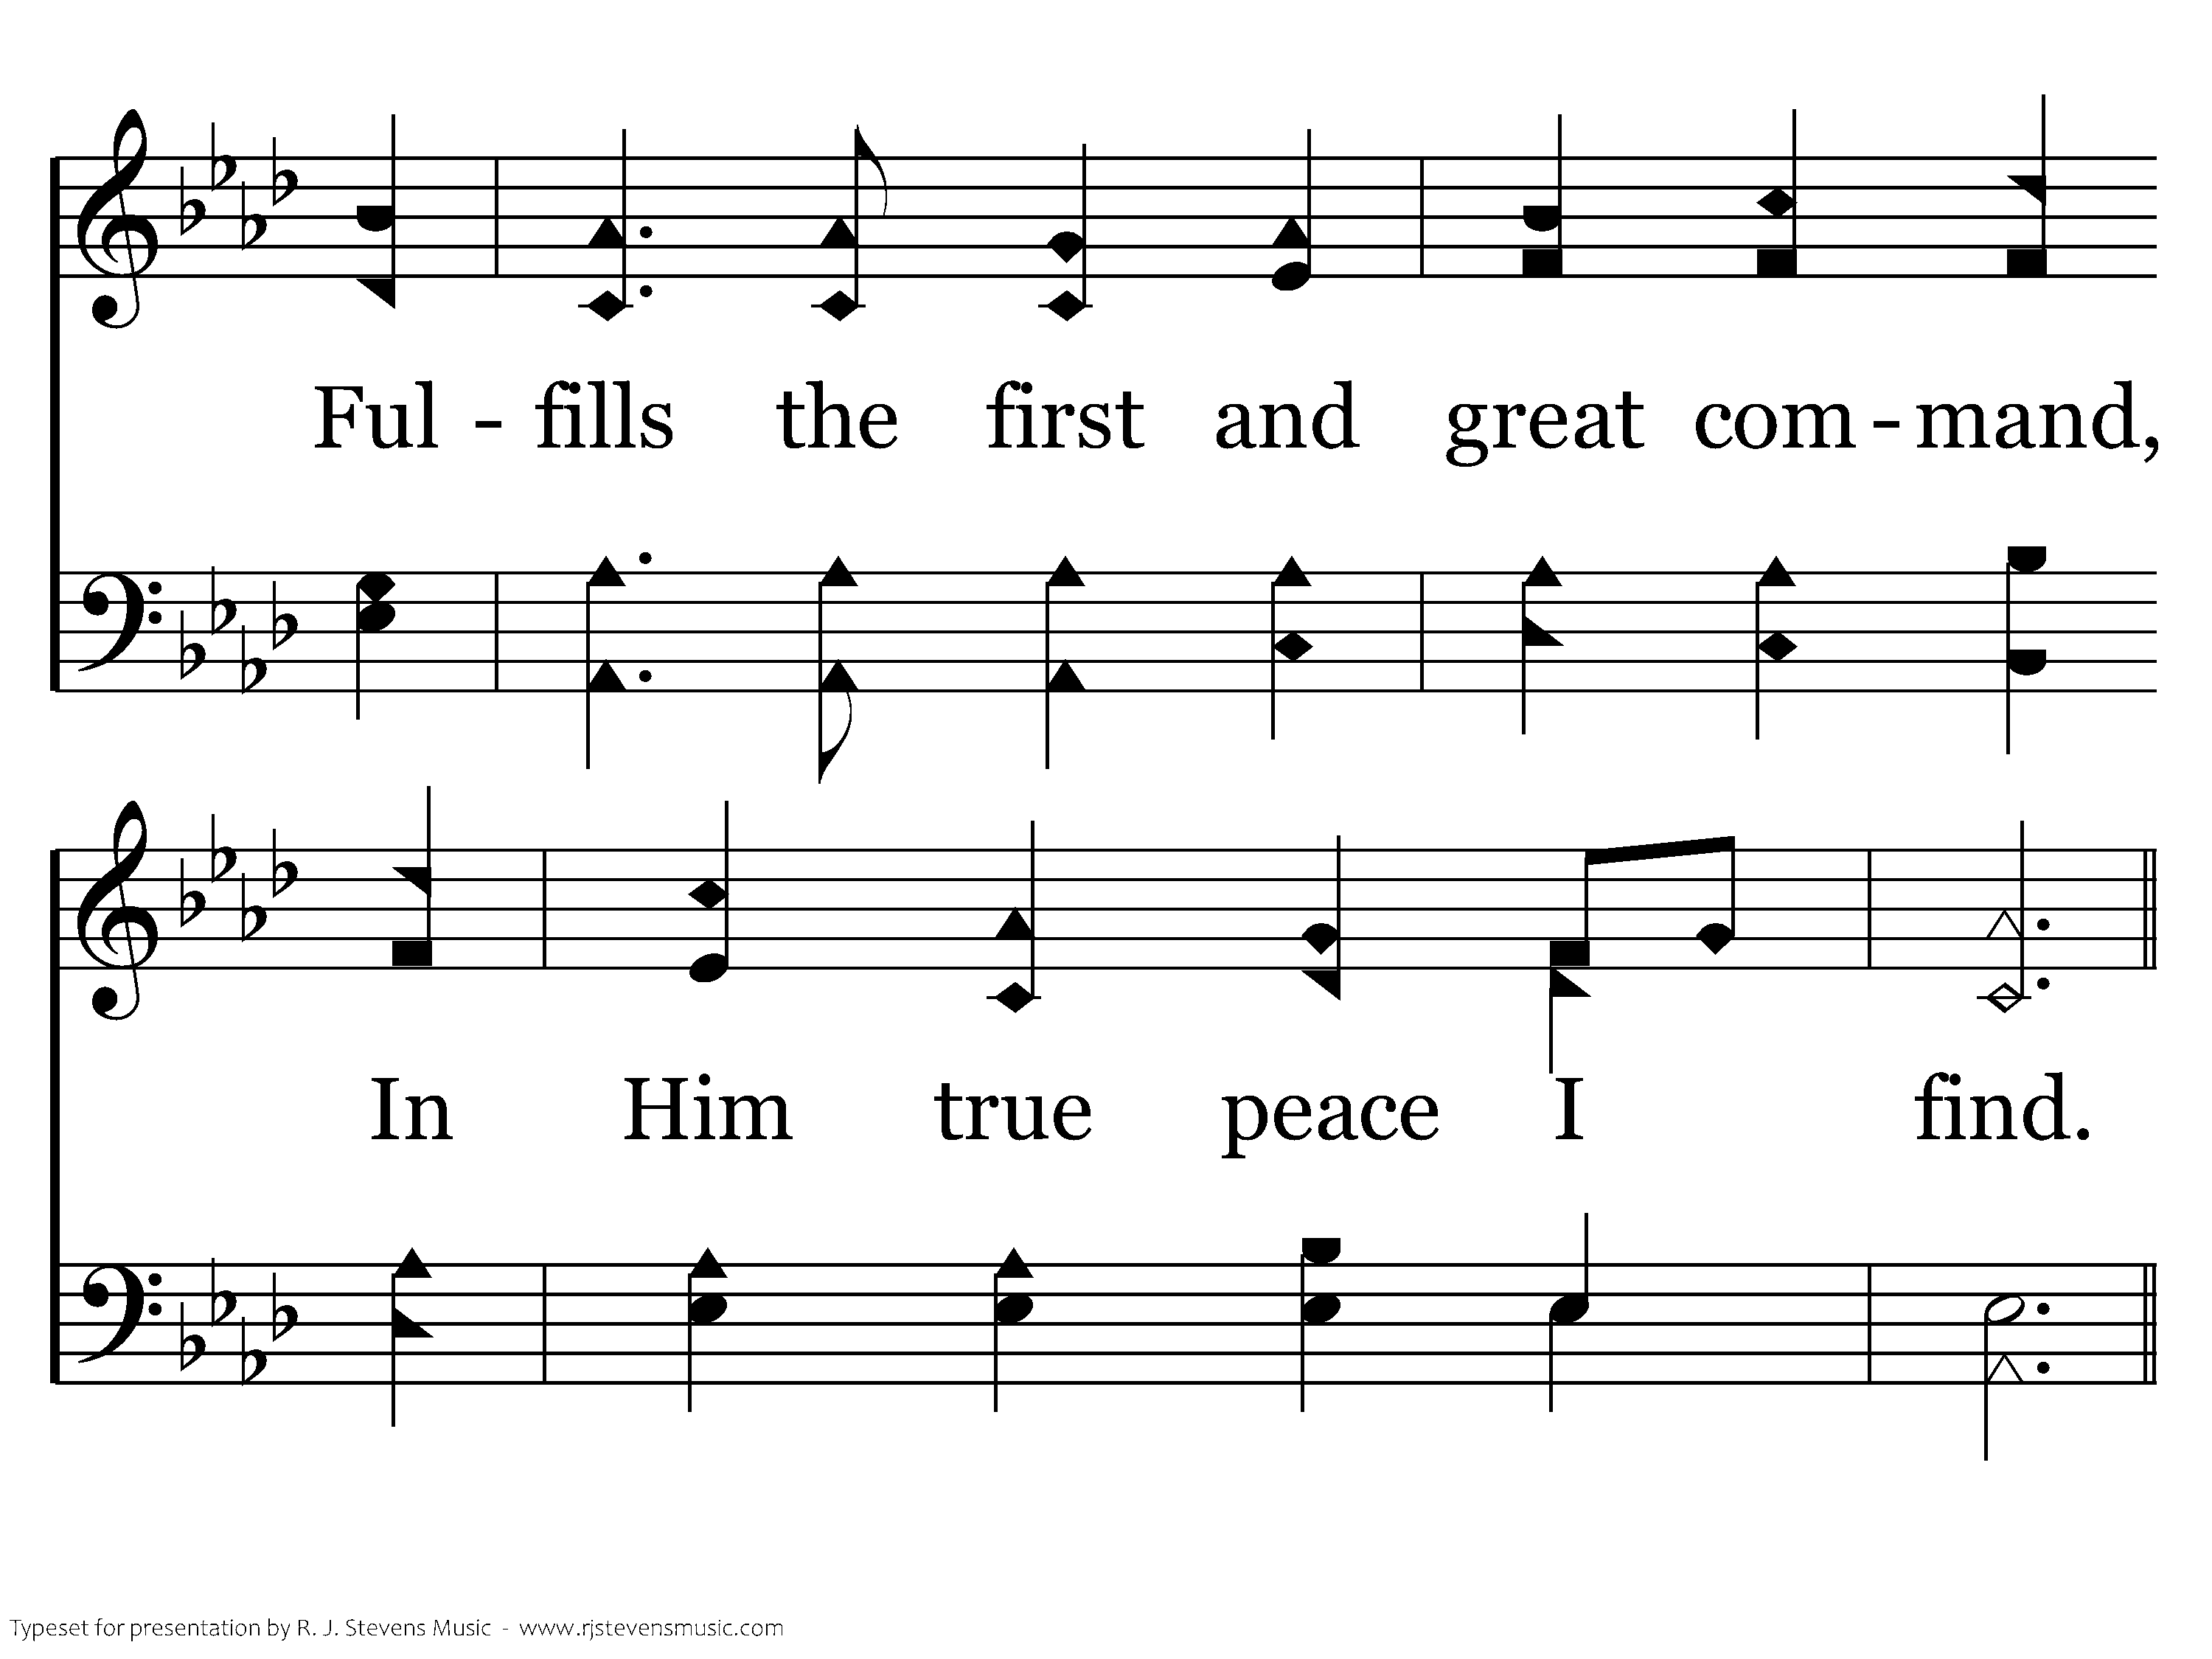 Ful - fills the first and great com - mand,
In Him true peace I find.
Typeset for presentation by R. J. Stevens Music - www.rjstevensmusic.com